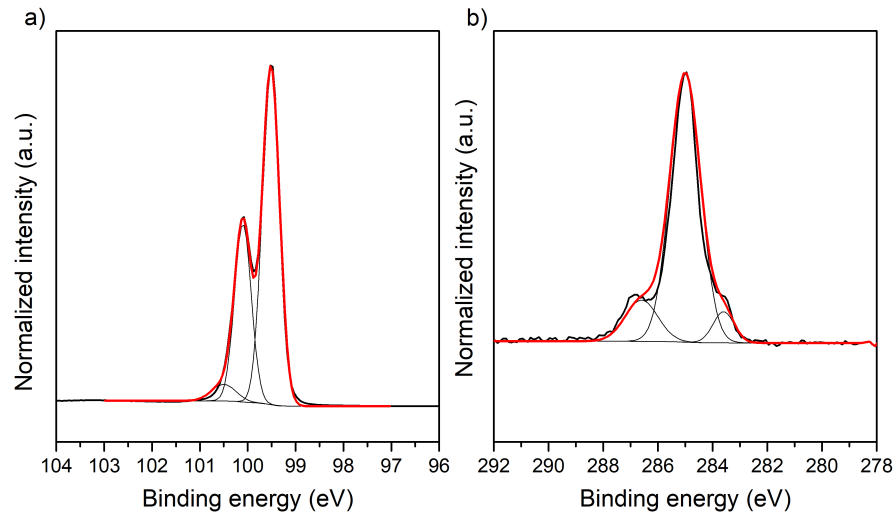 a)
Normalized intensity (a.u.)
104 103 102 101 100 99 98 97 96
Binding energy (eV)
b)
Normalized intensity (a.u.)
292 290 288 286 284 282 280 278
Binding energy (eV)